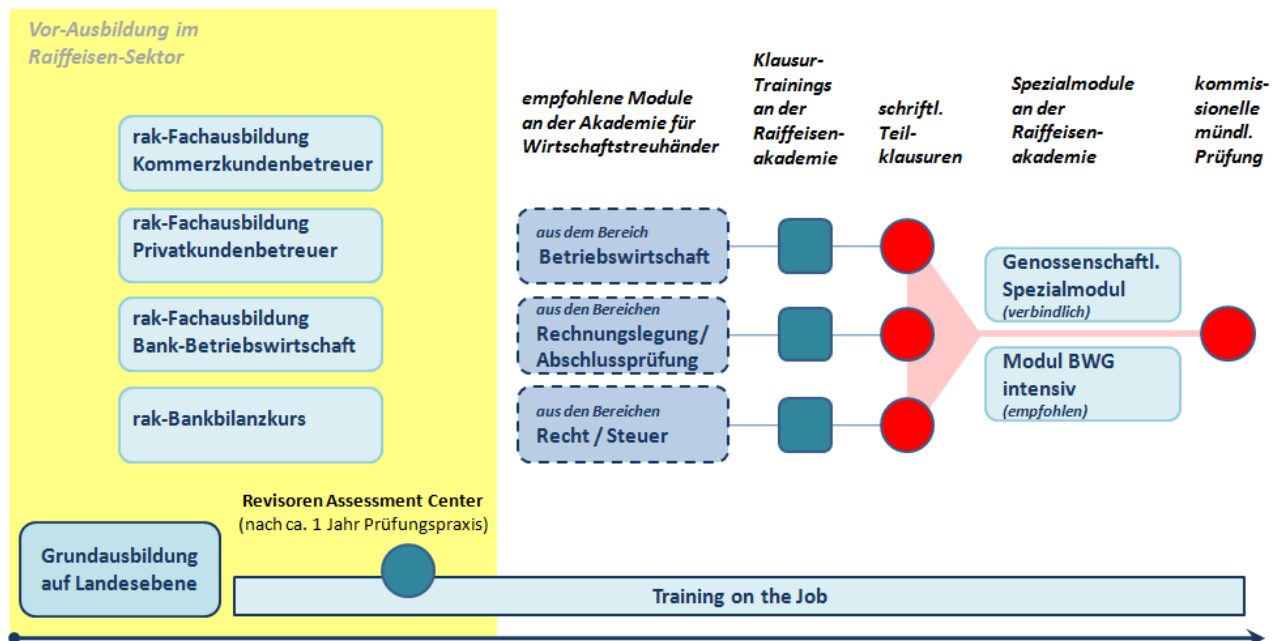 Vor-Ausbildung im
Raiffeisen-Sektor
rak-Fachausbildung
Kommerzkundenbetreuer
rak-Fachausbildung
Privatkundenbetreuer
rak-Fachausbildung
Bank-Betriebswirtschaft
rak-Bankbilanzkurs
Revisoren Assessment Center
(nach ca. 1 Jahr Prüfungspraxis)
Grundausbildung
auf Landesebene
Training on the Job
empfohlene Module
an der Akademie für
Wirtschaftstreuhänder
aus dem Bereich
Betriebswirtschaft
aus den Bereichen
Rechnungslegung/
Abschlussprüfung
aus den Bereichen
Recht / Steuer
Klausur-
Trainings
an der
Raiffeisen-
akademie
schriftl.
Teil-
klausuren
Spezialmodule
an der
Raiffeisen-
akademie
Genossenschaftl.
Spezialmodul
(verbindlich)
Modul BWG
intensiv
(empfohlen)
kommis-
sionelle
mündl.
Prüfung